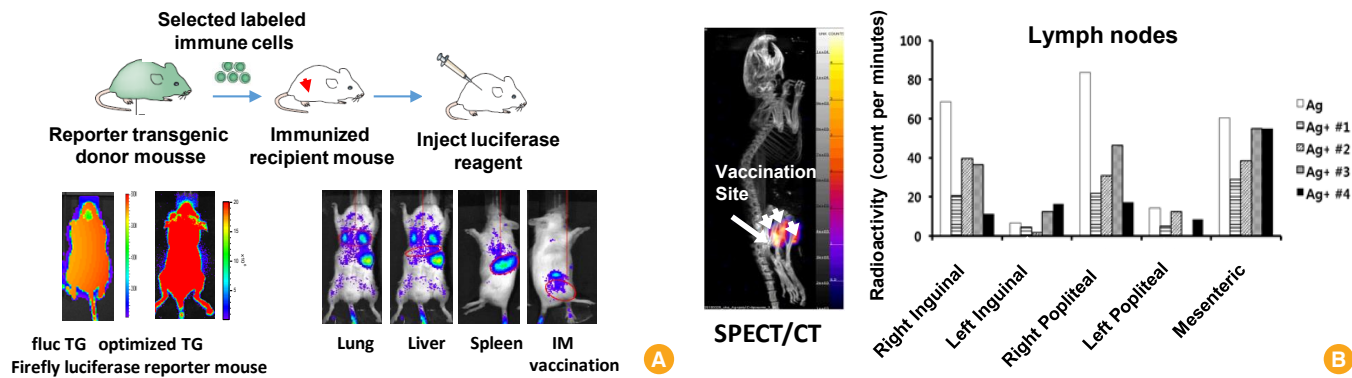 Selected labeled
immune cells
Reporter transgenic
donor mousse
Immunized
recipient mouse
Inject luciferase
reagent
fluc TG optimized TG
Firefly luciferase reporter mouse
Lung
Liver
Spleen
IM
vaccination
A
Vaccination
Site
SPECT/CT
Lymph nodes
Radioactivity (count per minutes)
100
80
60
40
20
0
Right Inguinal
Left Inguinal
Right Popliteal
Left Popliteal
Mesenteric
Ag
Ag+ #1
Ag+ #2
Ag+ #3
Ag+ #4
B